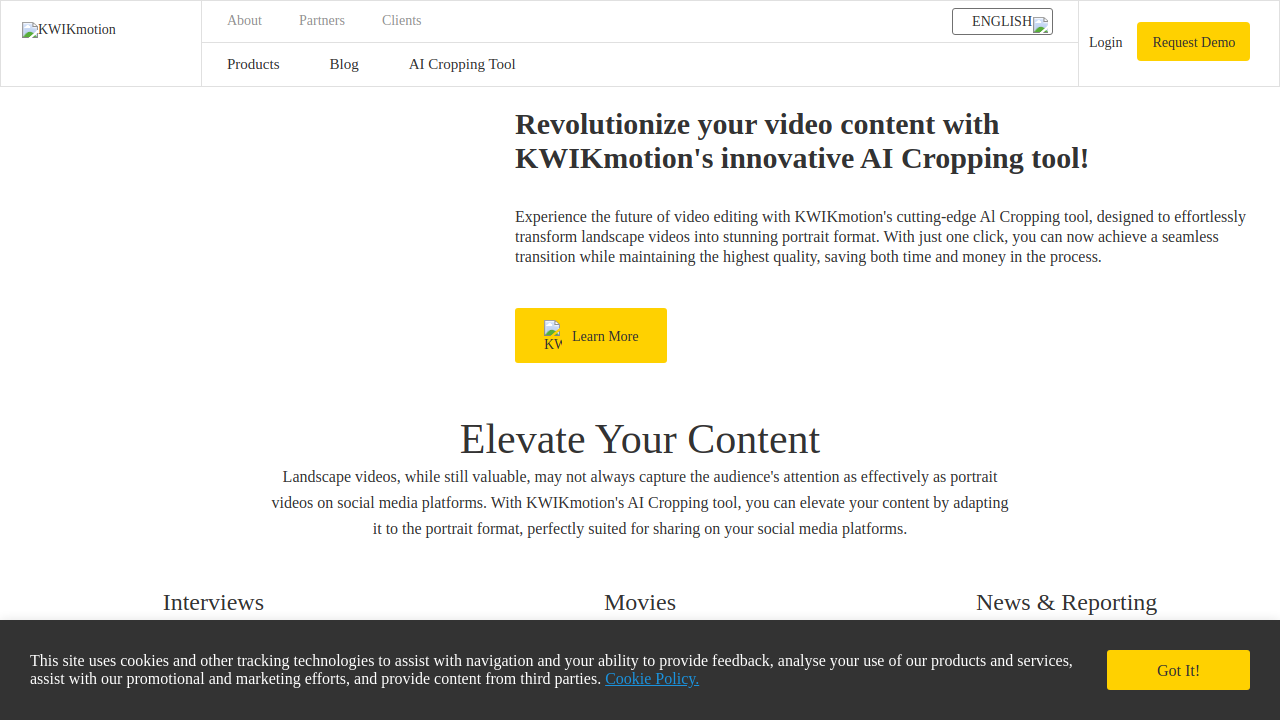 KWIKmotion
About
Partners
Clients
ENGLISH
Products
Blog
AI Cropping Tool
Login
Request Demo
Revolutionize your video content with
KWIKmotion's innovative AI Cropping tool!
Experience the future of video editing with KWIKmotion's cutting-edge Al Cropping tool, designed to effortlessly
transform landscape videos into stunning portrait format. With just one click, you can now achieve a seamless
transition while maintaining the highest quality, saving both time and money in the process.
Learn More
Elevate Your Content
Landscape videos, while still valuable, may not always capture the audience's attention as effectively as portrait
videos on social media platforms. With KWIKmotion's AI Cropping tool, you can elevate your content by adapting
it to the portrait format, perfectly suited for sharing on your social media platforms.
Interviews
Movies
News & Reporting
This site uses cookies and other tracking technologies to assist with navigation and your ability to provide feedback, analyse your use of our products and services,
assist with our promotional and marketing efforts, and provide content from third parties. Cookie Policy.
Got It!